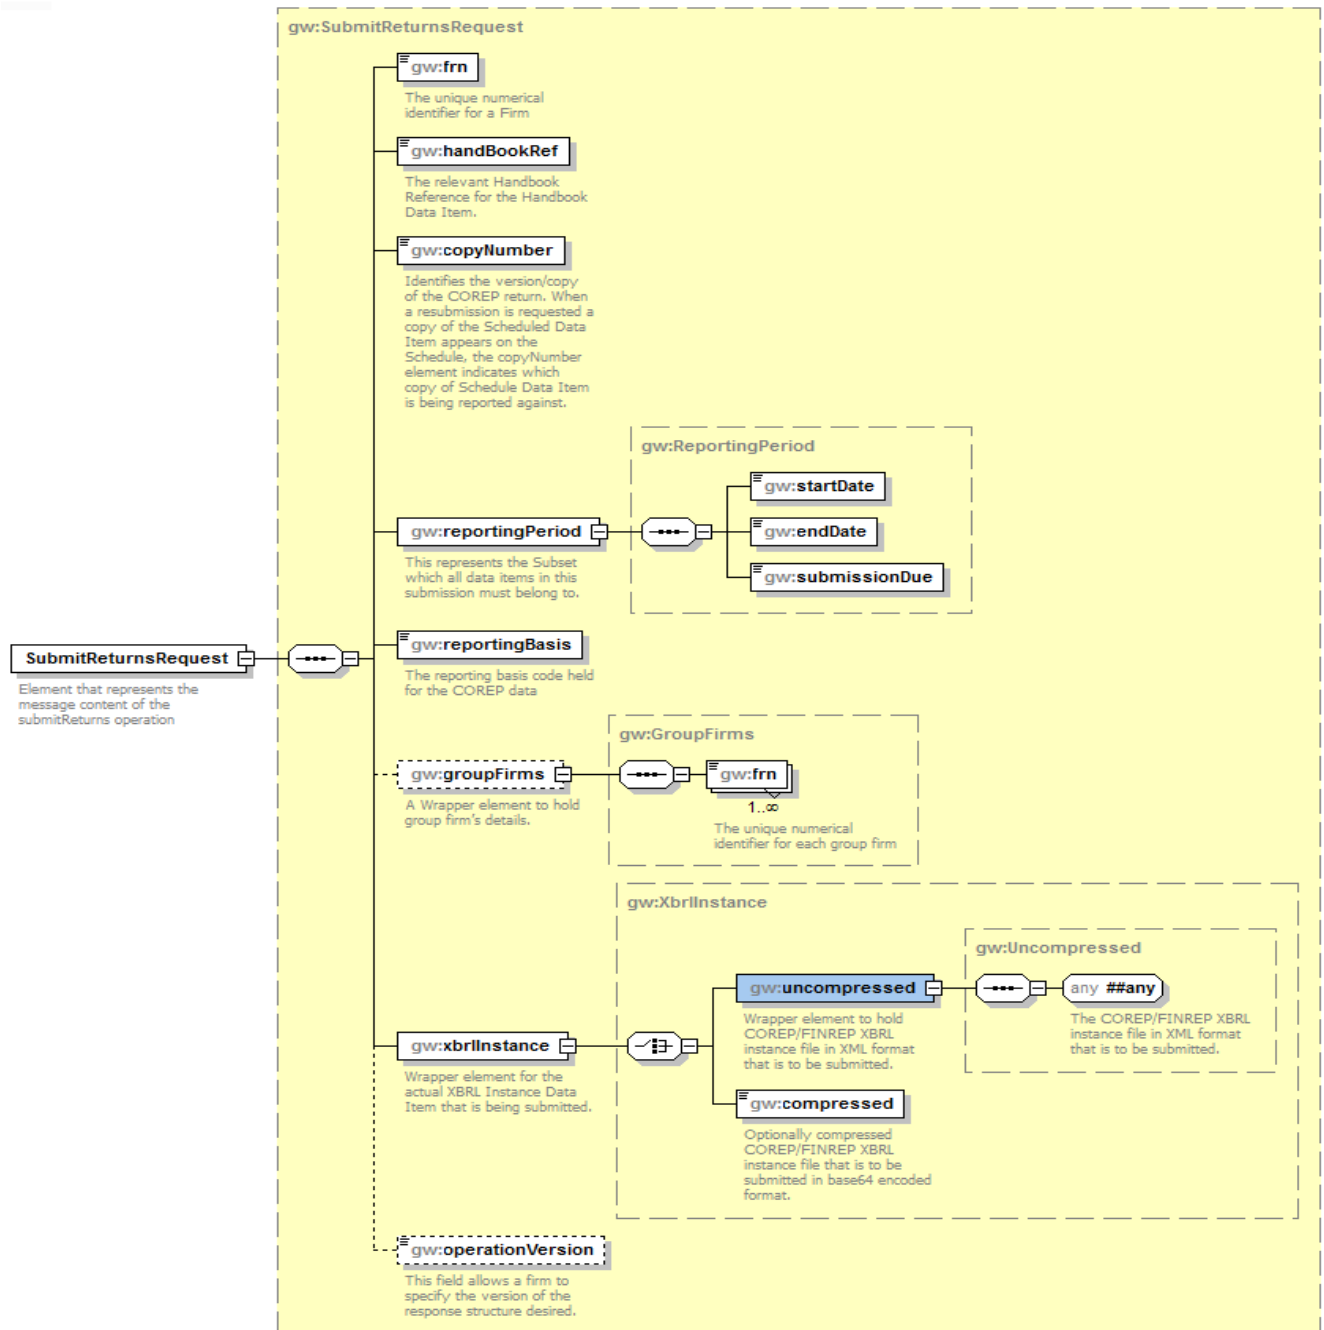 gw:SubmitReturnsRequest
gw:frn
The unique numerical
identifier for a Firm
gw:handBookRef
The relevant Handbook
Reference for the Handbook
Data Item.
gw:copyNumber
Identifies the version/copy
of the COREP return. When
a resubmission is requested a
copy of the Scheduled Data
Item appears on the
Schedule, the copyNumber
element indicates which
copy of Schedule Data Item
is being reported against.
gw:ReportingPeriod
gw:startDate
gw:reportingPeriod
gw:endDate
This represents the Subset
which all data items in this
submission must belong to.
gw:submissionDue
gw:reportingBasis
The reporting basis code held
for the COREP data
SubmitReturnsRequest
Element that represents the
message content of the
submitReturns operation
gw:GroupFirms
gw:groupFirms
A Wrapper element to hold
group firm's details.
gw:frn
1..∞
The unique numerical
identifier for each group firm
gw:XbrlInstance
gw:Uncompressed
gw:uncompressed
any ##any
Wrapper element to hold
COREP/FINREP XBRL
instance file in XML format
that is to be submitted.
The COREP/FINREP XBRL
instance file in XML format
that is to be submitted.
gw:xbrlInstance
Wrapper element for the
actual XBRL Instance Data
Item that is being submitted.
gw:compressed
Optionally compressed
COREP/FINREP XBRL
instance file that is to be
submitted in base64 encoded
format.
gw:operationVersion
This field allows a firm to
specify the version of the
response structure desired.